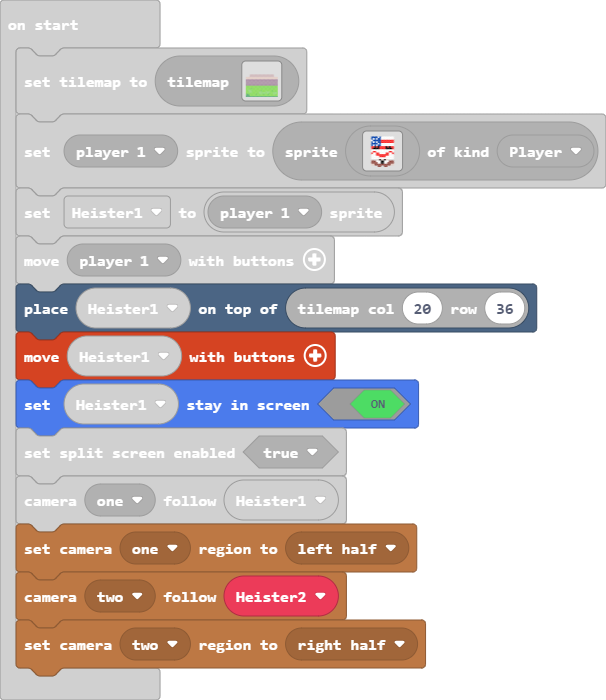 on start
set tilemap to tilemap
set player 1 sprite to sprite of kind Player
set Heister1 to player 1 sprite
move player 1 with buttons
place Heister1 on top of tilemap col 20 row 36
move Heister1 with buttons
set Heister1 stay in screen ON
set split screen enabled true
camera one follow Heister1
set camera one region to left half
camera two follow Heister2
set camera two region to right half